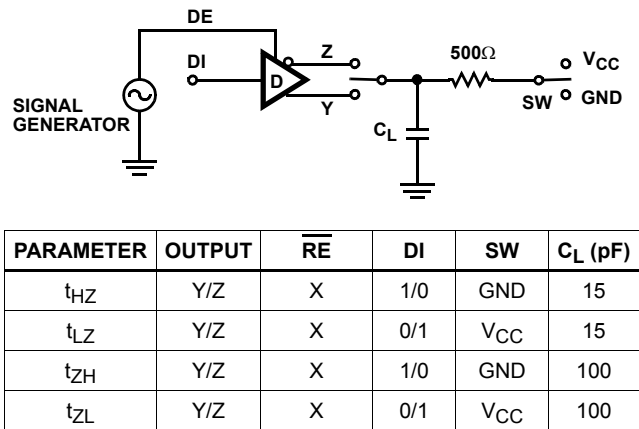 DE
DI
D
Z
Y
500Ω
VCC
SW
GND
SIGNAL
GENERATOR
CL
PARAMETER OUTPUT RE DI SW CL (pF)
tHZ Y/Z X 1/0 GND 15
tLZ Y/Z X 0/1 VCC 15
tZH Y/Z X 1/0 GND 100
tZL Y/Z X 0/1 VCC 100